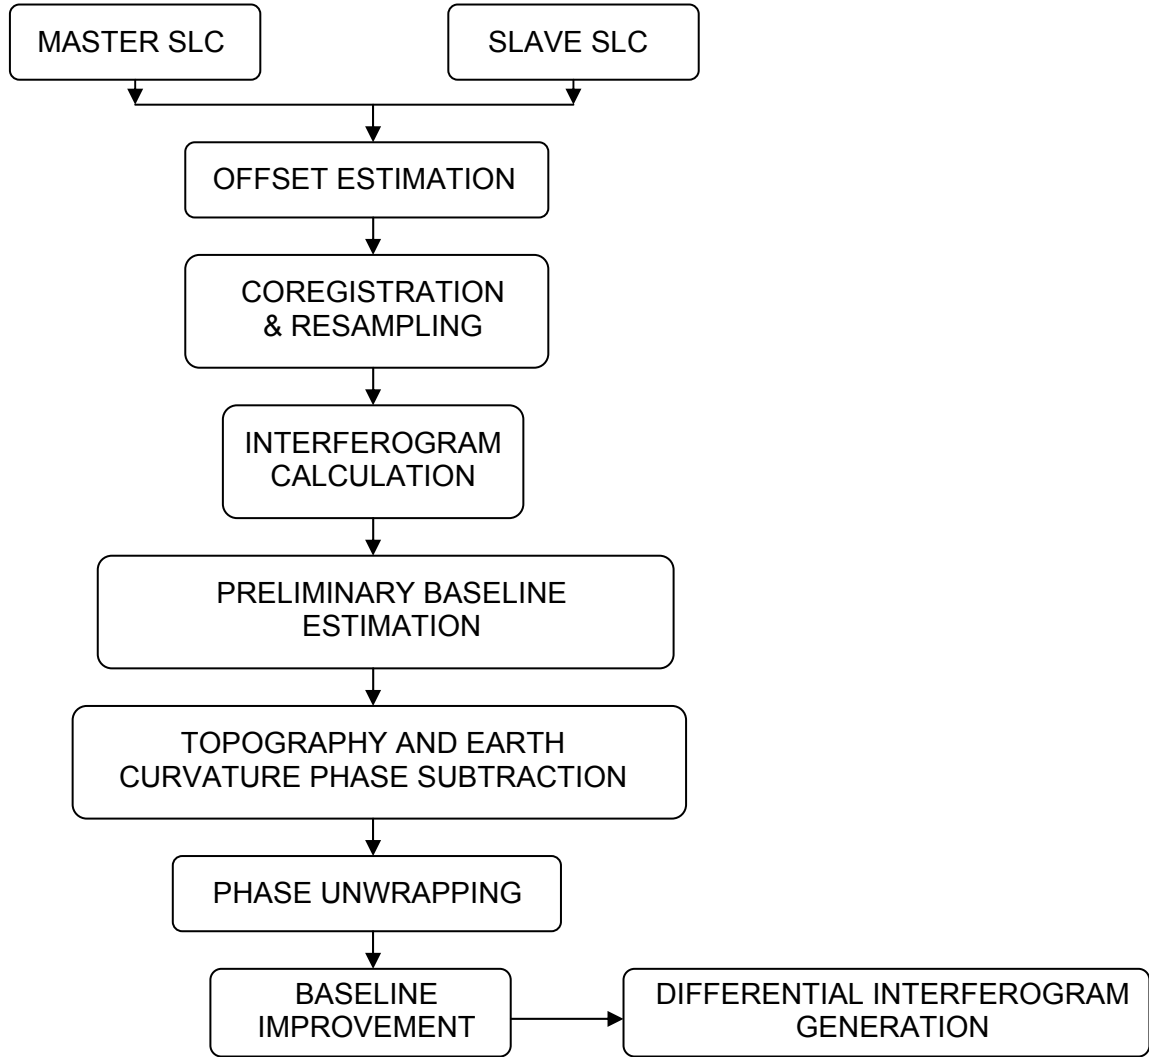 MASTER SLC
SLAVE SLC
OFFSET ESTIMATION
COREGISTRATION
& RESAMPLING
INTERFEROGRAM
CALCULATION
PRELIMINARY BASELINE
ESTIMATION
TOPOGRAPHY AND EARTH
CURVATURE PHASE SUBTRACTION
PHASE UNWRAPPING
BASELINE
IMPROVEMENT
DIFFERENTIAL INTERFEROGRAM
GENERATION